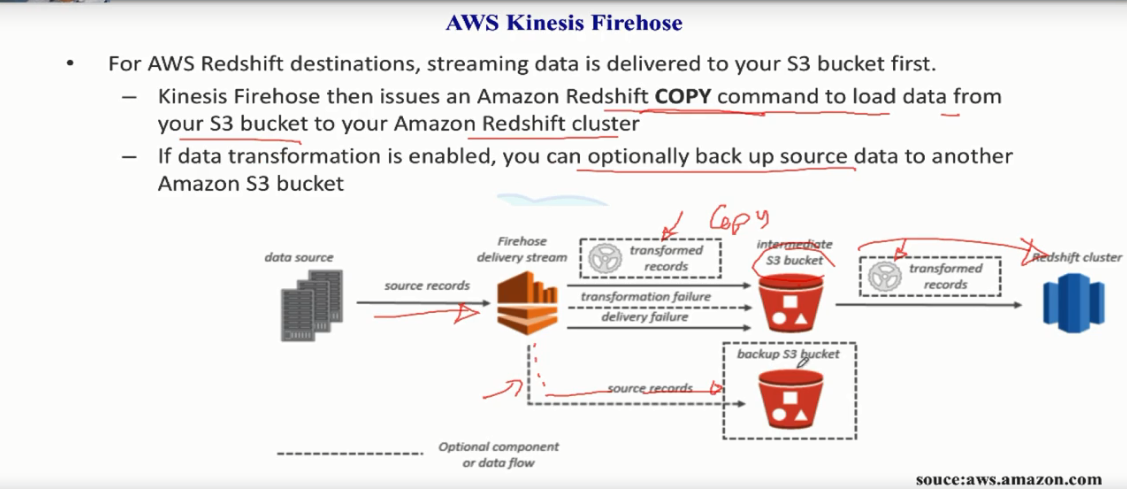 AWS Kinesis Firehose
• For AWS Redshift destinations, streaming data is delivered to your S3 bucket first.
– Kinesis Firehose then issues an Amazon Redshift COPY command to load data from
your S3 bucket to your Amazon Redshift cluster
– If data transformation is enabled, you can optionally back up source data to another
Amazon S3 bucket
Copy
data source
source records
Firehose
delivery stream
transformed
records
transformation failure
delivery failure
intermediate
S3 bucket
transformed
records
Redshift cluster
backup S3 bucket
source records
Optional component
or data flow
souce:aws.amazon.com